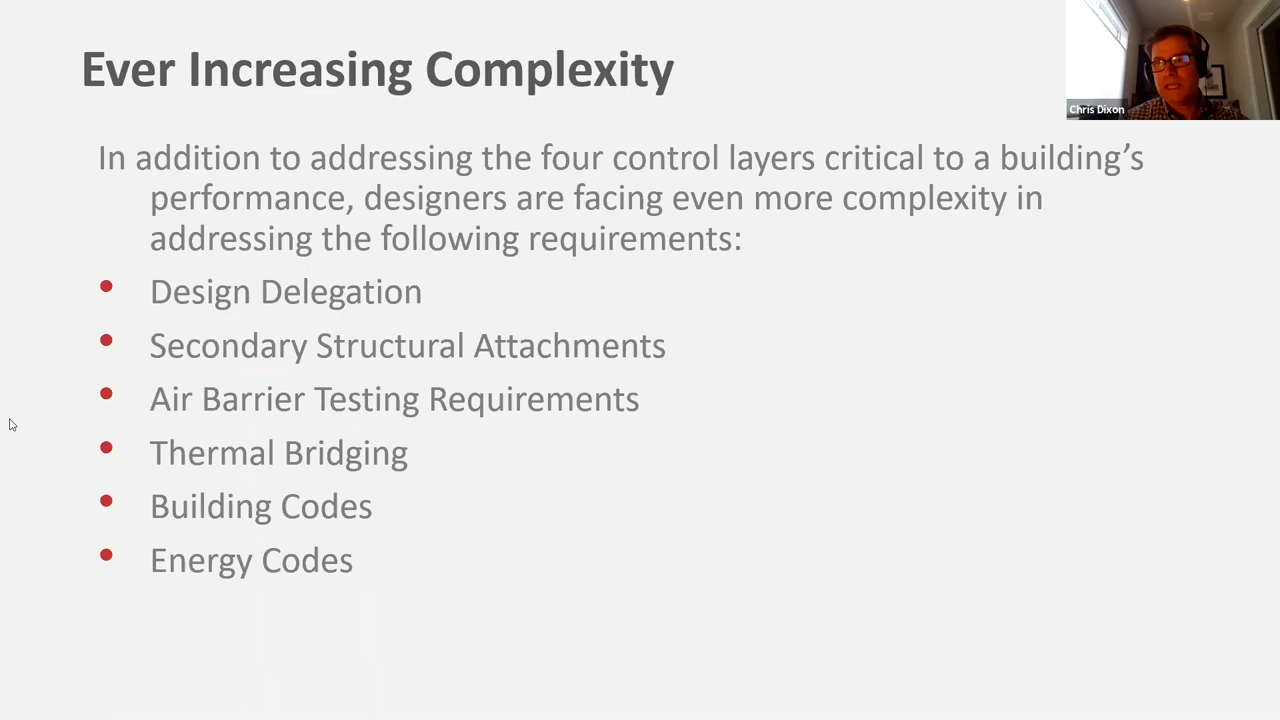 Ever Increasing Complexity
Chris Dixon
In addition to addressing the four control layers critical to a building’s
performance, designers are facing even more complexity in
addressing the following requirements:
• Design Delegation
• Secondary Structural Attachments
• Air Barrier Testing Requirements
• Thermal Bridging
• Building Codes
• Energy Codes